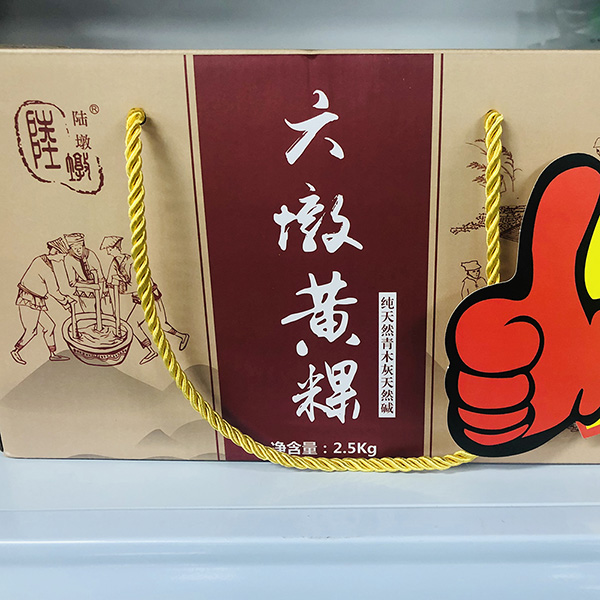 陸墩
陆墩®
六墩黄粿
纯天然青木灰天然碱
净含量：2.5Kg